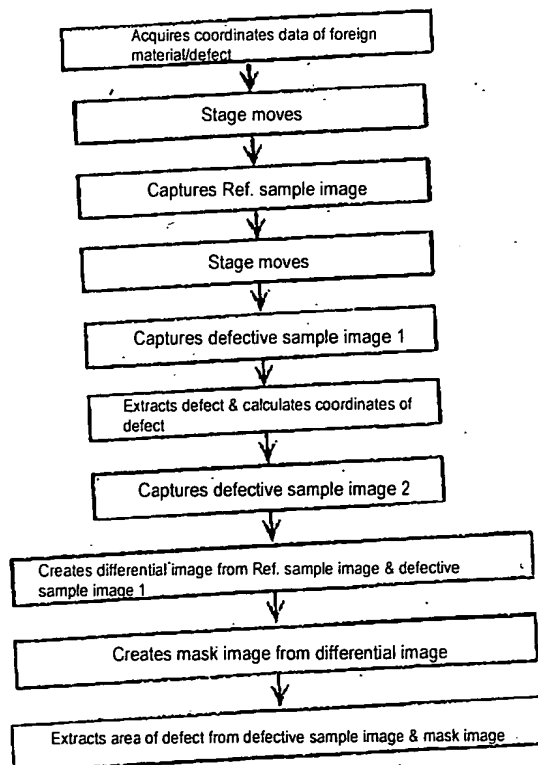 Acquires coordinates data of foreign
material/defect
Stage moves
Captures Ref. sample image
Stage moves
Captures defective sample image 1
Extracts defect & calculates coordinates of
defect
Captures defective sample image 2
Creates differential image from Ref. sample image & defective
sample image 1
Creates mask image from differential image
Extracts area of defect from defective sample image & mask image